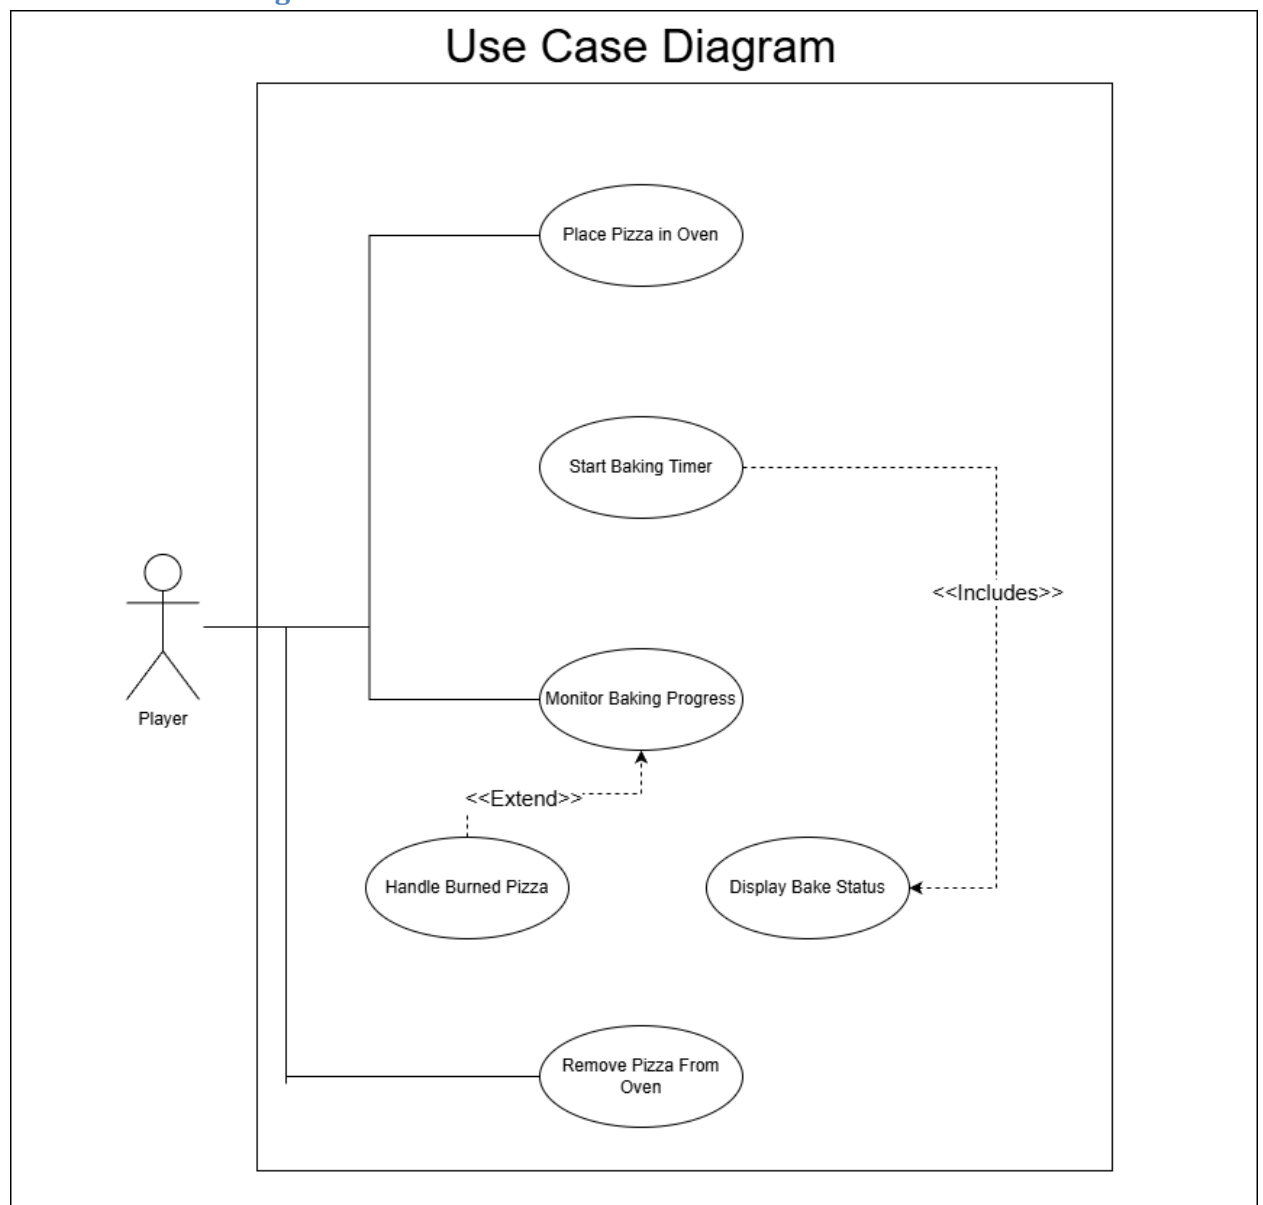 Use Case Diagram
Place Pizza in Oven
Start Baking Timer
<<Includes>>
Monitor Baking Progress
Player
<<Extend>>
Handle Burned Pizza
Display Bake Status
Remove Pizza From
Oven